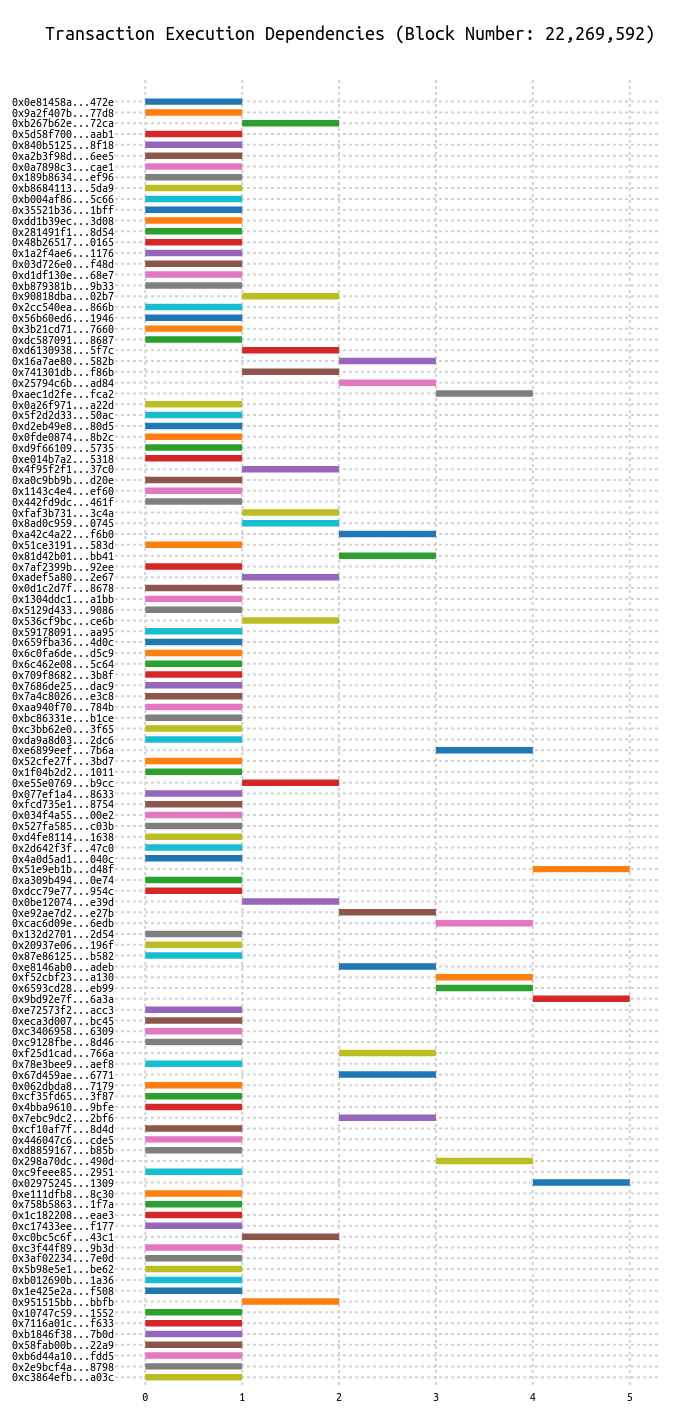 Transaction Execution Dependencies (Block Number: 22,269,592)
0x0e81458a...472e
0x9a2f407b...77d8
0xb267b62e...72ca
0x5d58f700...aab1
0x840b5125...8f18
0xa2b3f98d...6ee5
0x0a7898c3...cae1
0x189b8634...ef96
0xb8684113...5da9
0xb004af86...5c66
0x35521b36...1bff
0xdd1b39ec...3d08
0x281491f1...8d54
0x48b26517...0165
0x1a2f4ae6...1176
0x03d726e0...f48d
0xd1df130e...68e7
0xb879381b...9b33
0x90818dba...02b7
0x2cc540ea...866b
0x56b60ed6...1946
0x3b21cd71...7660
0xdc587091...8687
0xd6130938...5f7c
0x16a7ae80...582b
0x741301db...f86b
0x25794c6b...ad84
0xaec1d2fe...fca2
0x0a26f971...a22d
0x5f2d2d33...50ac
0xd2eb49e8...80d5
0x0fde0874...8b2c
0xd9f66109...5735
0xe014b7a2...5318
0x4f95f2f1...37c0
0xa0c9bb9b...d20e
0x1143c4e4...ef60
0x442fd9dc...461f
0xfaf3b731...3c4a
0x8ad0c959...0745
0xa42c4a22...f6b0
0x51ce3191...583d
0x81d42b01...bb41
0x7af2399b...92ee
0xadef5a80...2e67
0x0d1c2d7f...8678
0x1304ddc1...a1bb
0x5129d433...9086
0x536cf9bc...ce6b
0x59178091...aa95
0x659fba36...4d0c
0x6c0fa6de...d5c9
0x6c462e08...5c64
0x709f8682...3b8f
0x7686de25...dac9
0x7a4c8026...e3c8
0xaa940f70...784b
0xbc86331e...b1ce
0xc3bb62e0...3f65
0xda9a8d03...2dc6
0xe6899eef...7b6a
0x52cfe27f...3bd7
0x1f04b2d2...1011
0xe55e0769...b9cc
0x077ef1a4...8633
0xfcd735e1...8754
0x034f4a55...00e2
0x527fa585...c03b
0xd4fe8114...1638
0x2d642f3f...47c0
0x4a0d5ad1...040c
0x51e9eb1b...d48f
0xa309b494...0e74
0xdcc79e77...954c
0x0be12074...e39d
0xe92ae7d2...e27b
0xcac6d09e...6edb
0x132d2701...2d54
0x20937e06...196f
0x87e86125...b582
0xe8146ab0...adeb
0xf52cbf23...a130
0x6593cd28...eb99
0x9bd92e7f...6a3a
0xe72573f2...acc3
0xeca3d007...bc45
0xc3406958...6309
0xc9128fbe...8d46
0xf25d1cad...766a
0x78e3bee9...aef8
0x67d459ae...6771
0x062dbda8...7179
0xcf35fd65...3f87
0x4bba9610...9bfe
0x7ebc9dc2...2bf6
0xcf10af7f...8d4d
0x446047c6...cde5
0xd8859167...b85b
0x298a70dc...490d
0xc9feee85...2951
0x02975245...1309
0xe111dfb8...8c30
0x758b5863...1f7a
0x1c182208...eae3
0xc17433ee...f177
0xc0bc5c6f...43c1
0xc3f44f89...9b3d
0x3af02234...7e0d
0x5b98e5e1...be62
0xb012690b...1a36
0x1e425e2a...f508
0x951515bb...bbfb
0x10747c59...1552
0x7116a01c...f633
0xb1846f38...7b0d
0x58fab00b...22a9
0xb6d44a10...fdd5
0x2e9bcf4a...8798
0xc3864efb...a03c
0 1 2 3 4 5